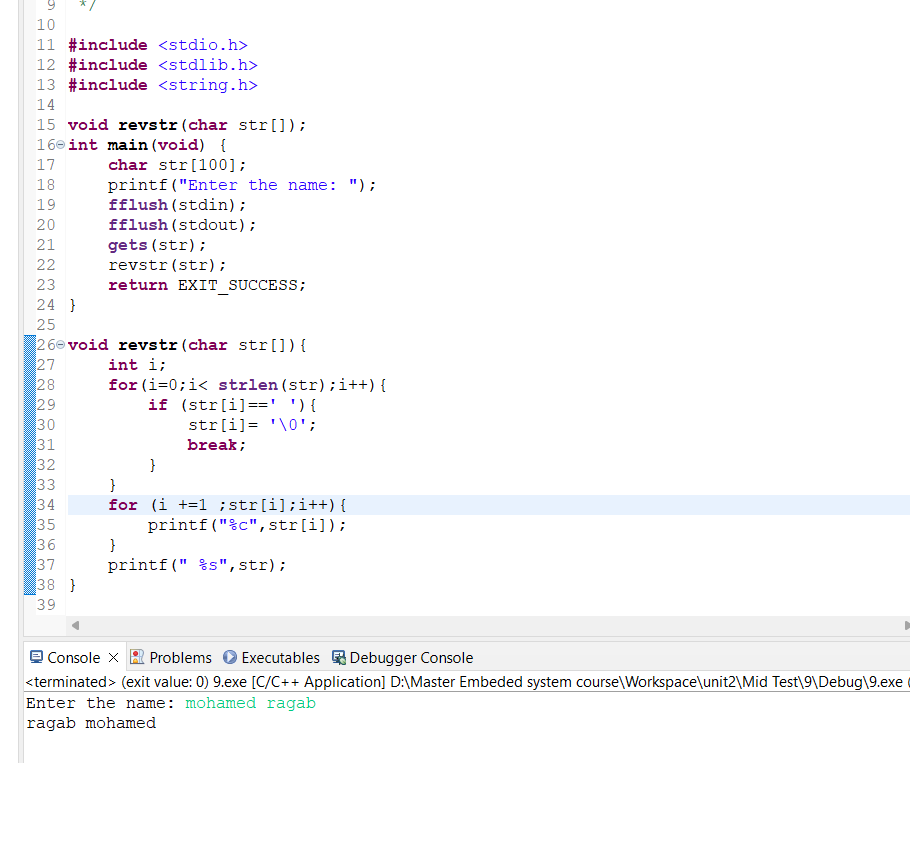 9 */
10
11 #include <stdio.h>
12 #include <stdlib.h>
13 #include <string.h>
14
15 void revstr(char str[]);
16 int main(void) {
17     char str[100];
18     printf("Enter the name: ");
19     fflush(stdin);
20     fflush(stdout);
21     gets(str);
22     revstr(str);
23     return EXIT_SUCCESS;
24 }
25
26 void revstr(char str[]){
27     int i;
28     for(i=0;i< strlen(str);i++){
29         if (str[i]==' '){
30             str[i]= '\0';
31             break;
32         }
33     }
34     for (i +=1 ;str[i];i++){
35         printf("%c",str[i]);
36     }
37     printf(" %s",str);
38 }
39
Console Problems Executables Debugger Console
<terminated> (exit value: 0) 9.exe [C/C++ Application] D:\Master Embeded system course\Workspace\unit2\Mid Test\9\Debug\9.exe (
Enter the name: mohamed ragab
ragab mohamed